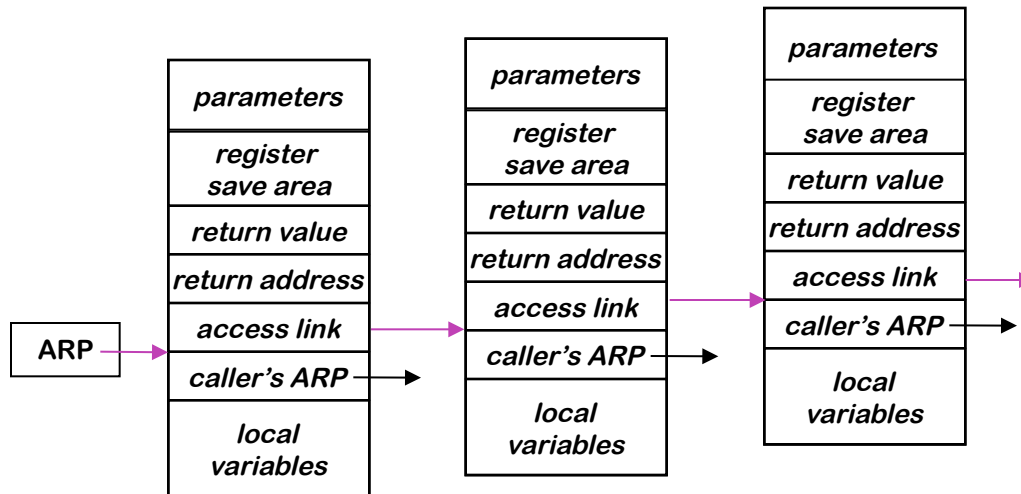 ARP
parameters
register
save area
return value
return address
access link
caller's ARP
local
variables
parameters
register
save area
return value
return address
access link
caller's ARP
local
variables
parameters
register
save area
return value
return address
access link
caller's ARP
local
variables